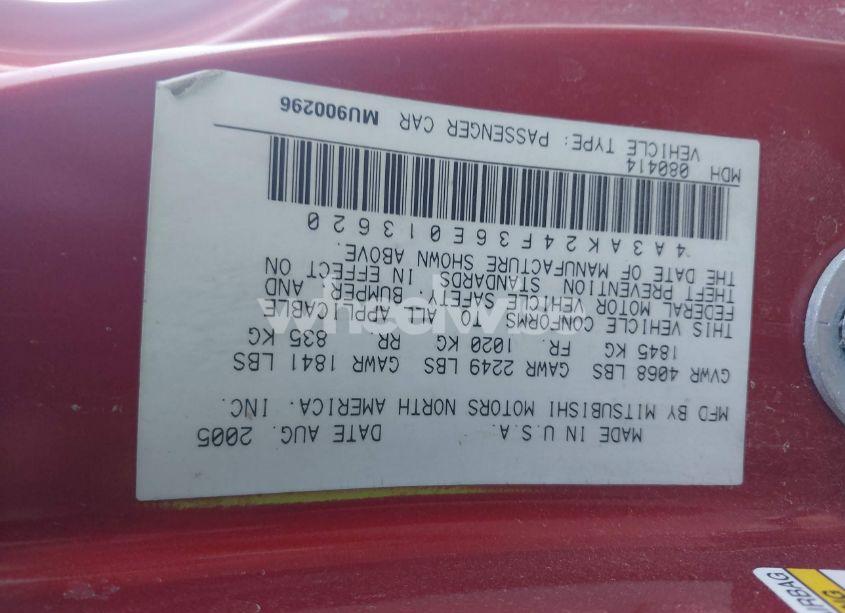 MADE IN U.S.A. DATE AUG. 2005
MFD BY MITSUBISHI MOTORS NORTH AMERICA. INC.
GVWR 4068 LBS GAWR 2249 LBS GAWR 1841 LBS
1845 KG FR. 1020 KG RR 835 KG
THIS VEHICLE CONFORMS TO ALL APPLICABLE
FEDERAL MOTOR VEHICLE SAFETY, BUMPER, AND
THEFT PREVENTION STANDARDS IN EFFECT ON
THE DATE OF MANUFACTURE SHOWN ABOVE.
4A3AK24F36E013620
MDH 080414
VEHICLE TYPE: PASSENGER CAR MU900296
RBAG